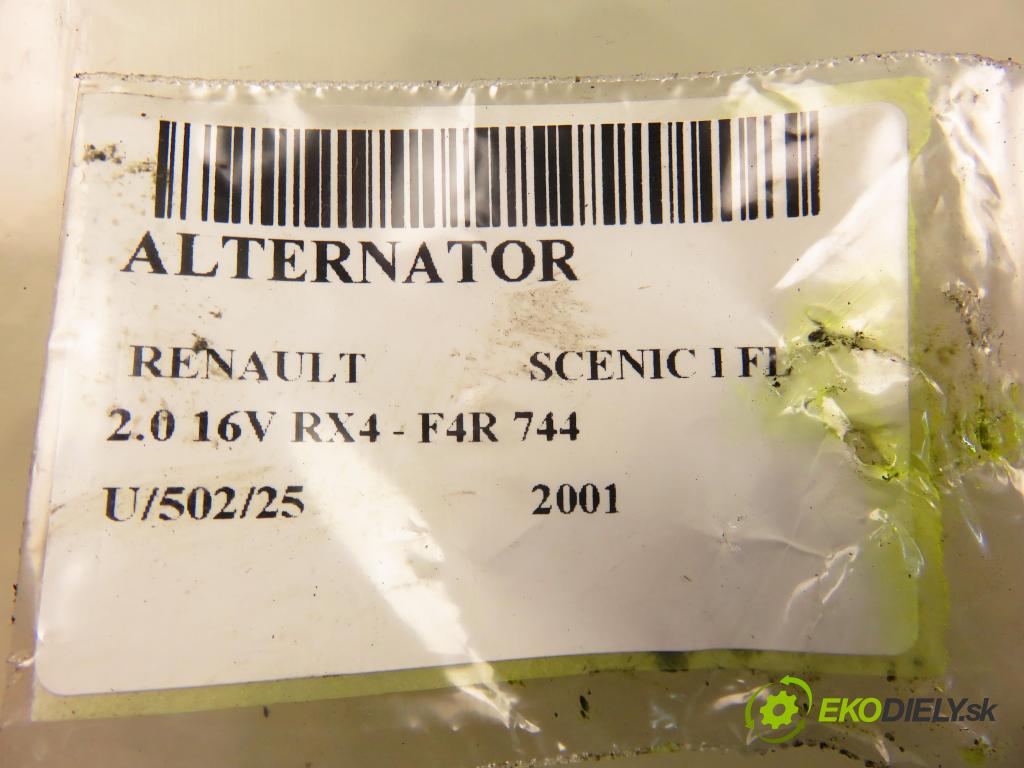 ALTERNATOR
RENAULT SCENIC I FL
2.0 16V RX4 - F4R 744
U/502/25 2001
EKODIELY.sk